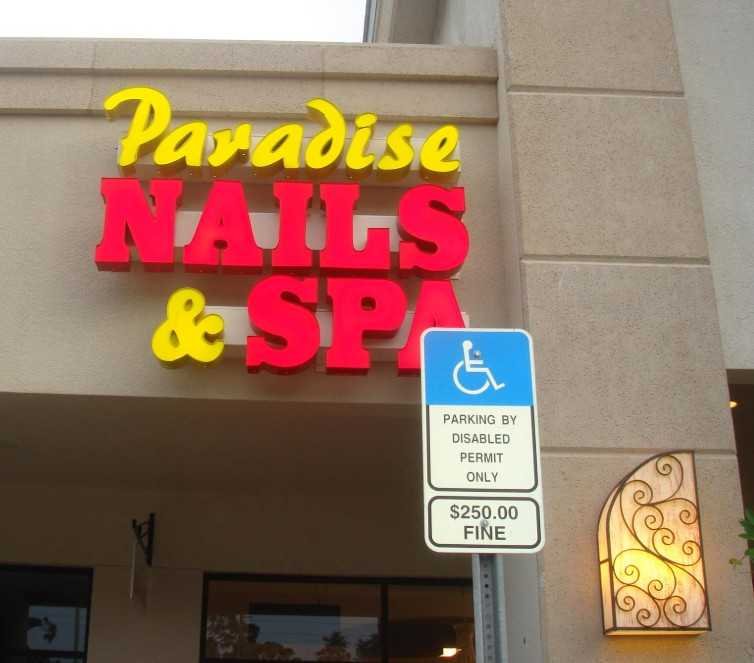 Paradise
NAILS
& SPA
PARKING BY
DISABLED
PERMIT
ONLY
$250.00
FINE